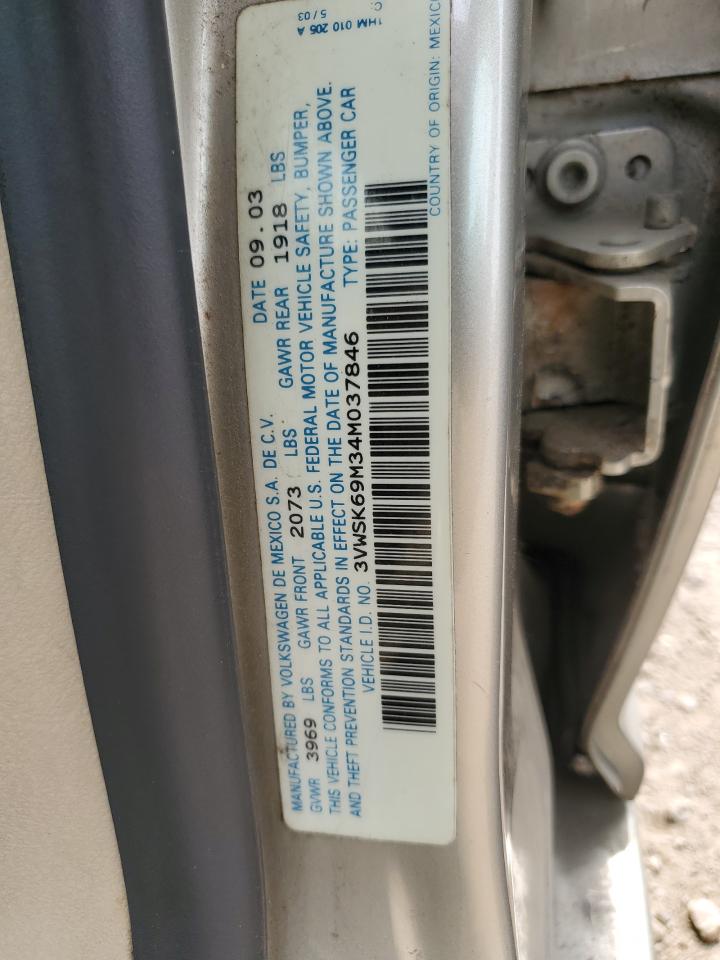 MANUFACTURED BY VOLKSWAGEN DE MEXICO S.A. DE C.V. DATE 09.03
GVWR 3969 LBS GAWR FRONT 2073 LBS GAWR REAR 1918 LBS
THIS VEHICLE CONFORMS TO ALL APPLICABLE U.S. FEDERAL MOTOR VEHICLE SAFETY, BUMPER,
AND THEFT PREVENTION STANDARDS IN EFFECT ON THE DATE OF MANUFACTURE SHOWN ABOVE.
VEHICLE I.D. NO. 3VWSK69M34M037846 TYPE: PASSENGER CAR
COUNTRY OF ORIGIN: MEXICO
5/03
1HM 010 205 A